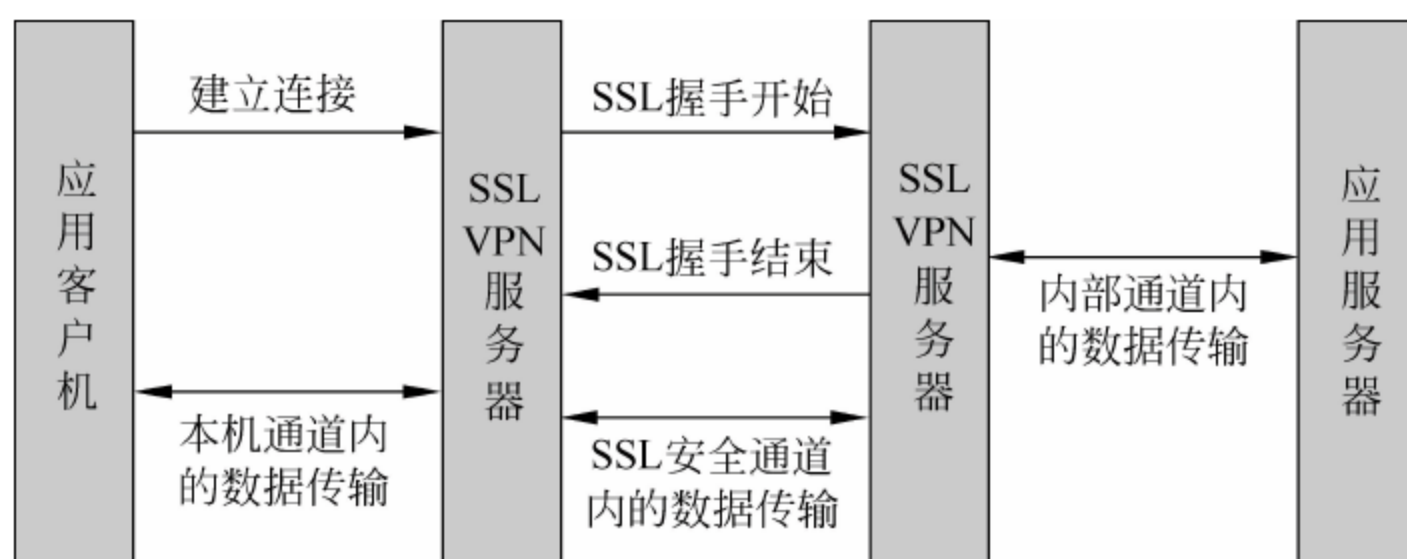 应用客户机
建立连接
本机通道内
的数据传输
SSL
VPN
服务器
SSL握手开始
SSL握手结束
SSL安全通道
内的数据传输
SSL
VPN
服务器
内部通道内
的数据传输
应用服务器